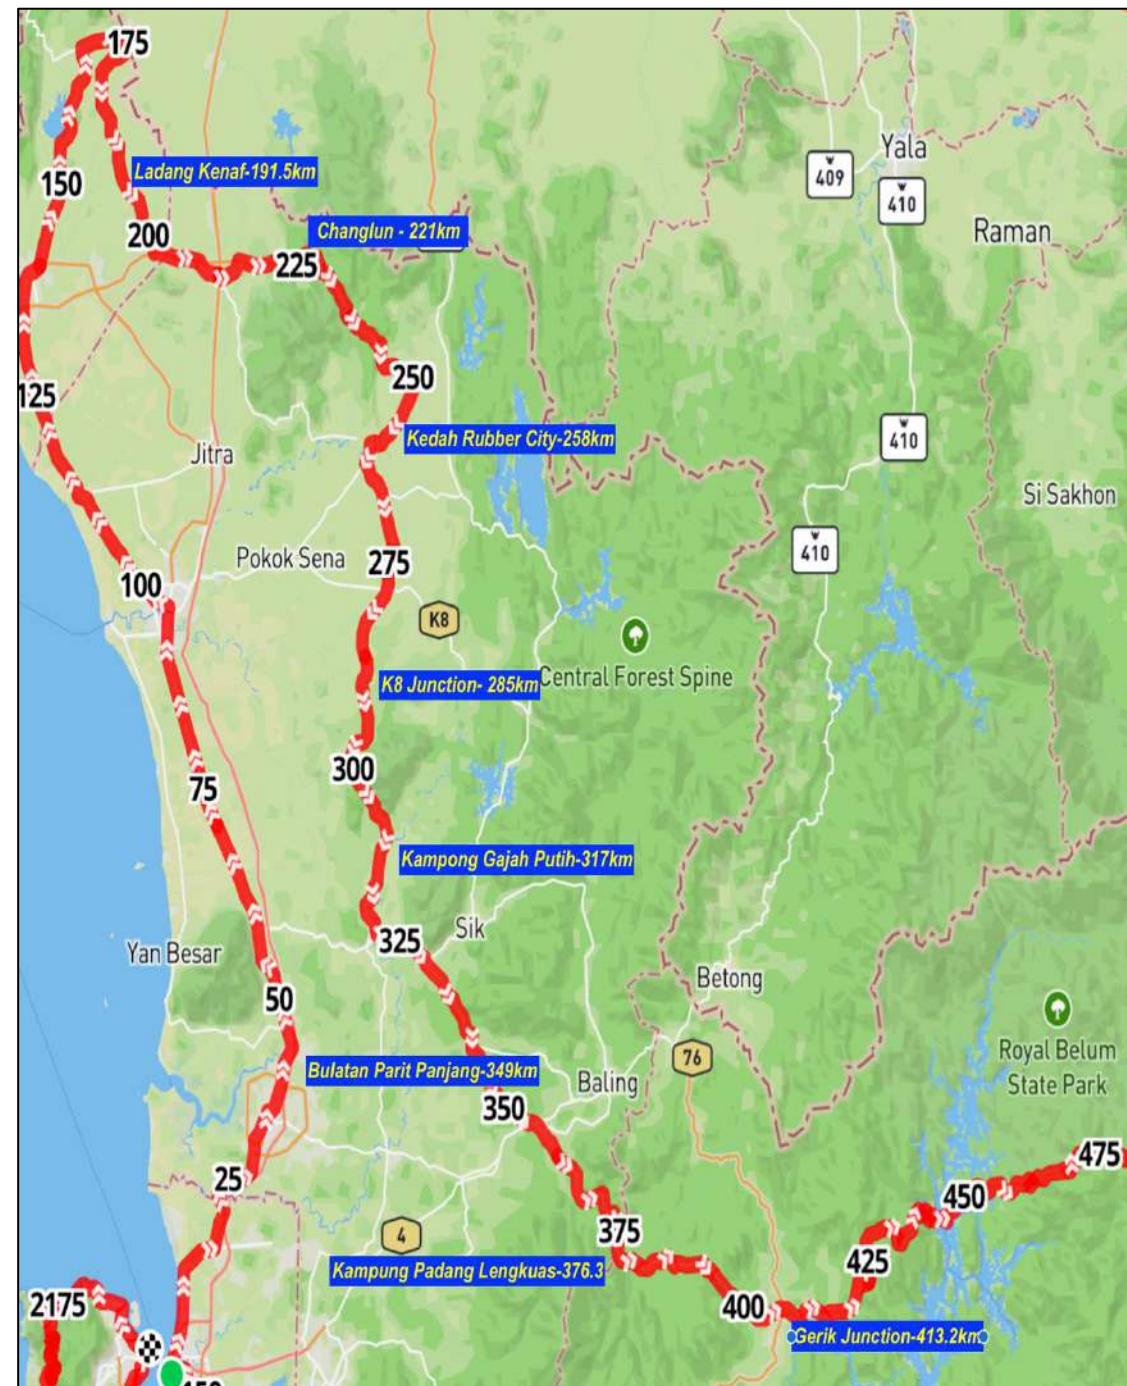 175
Ladang Kenaf-191.5km
150
409
Yala
410
200
Changlun - 221km
Raman
225
250
125
Kedah Rubber City-258km
410
Jitra
Si Sakhon
410
Pokok Sena
275
100
K8
K8 Junction- 285km
Central Forest Spine
300
75
Kampong Gajah Putih-317km
Sik
325
Yan Besar
Betong
50
Royal Belum
State Park
76
Bulatan Parit Panjang-349km
Baling
350
475
25
450
375
4
425
Kampung Padang Lengkuas-376.3
2175
400
Gerik Junction-413.2km